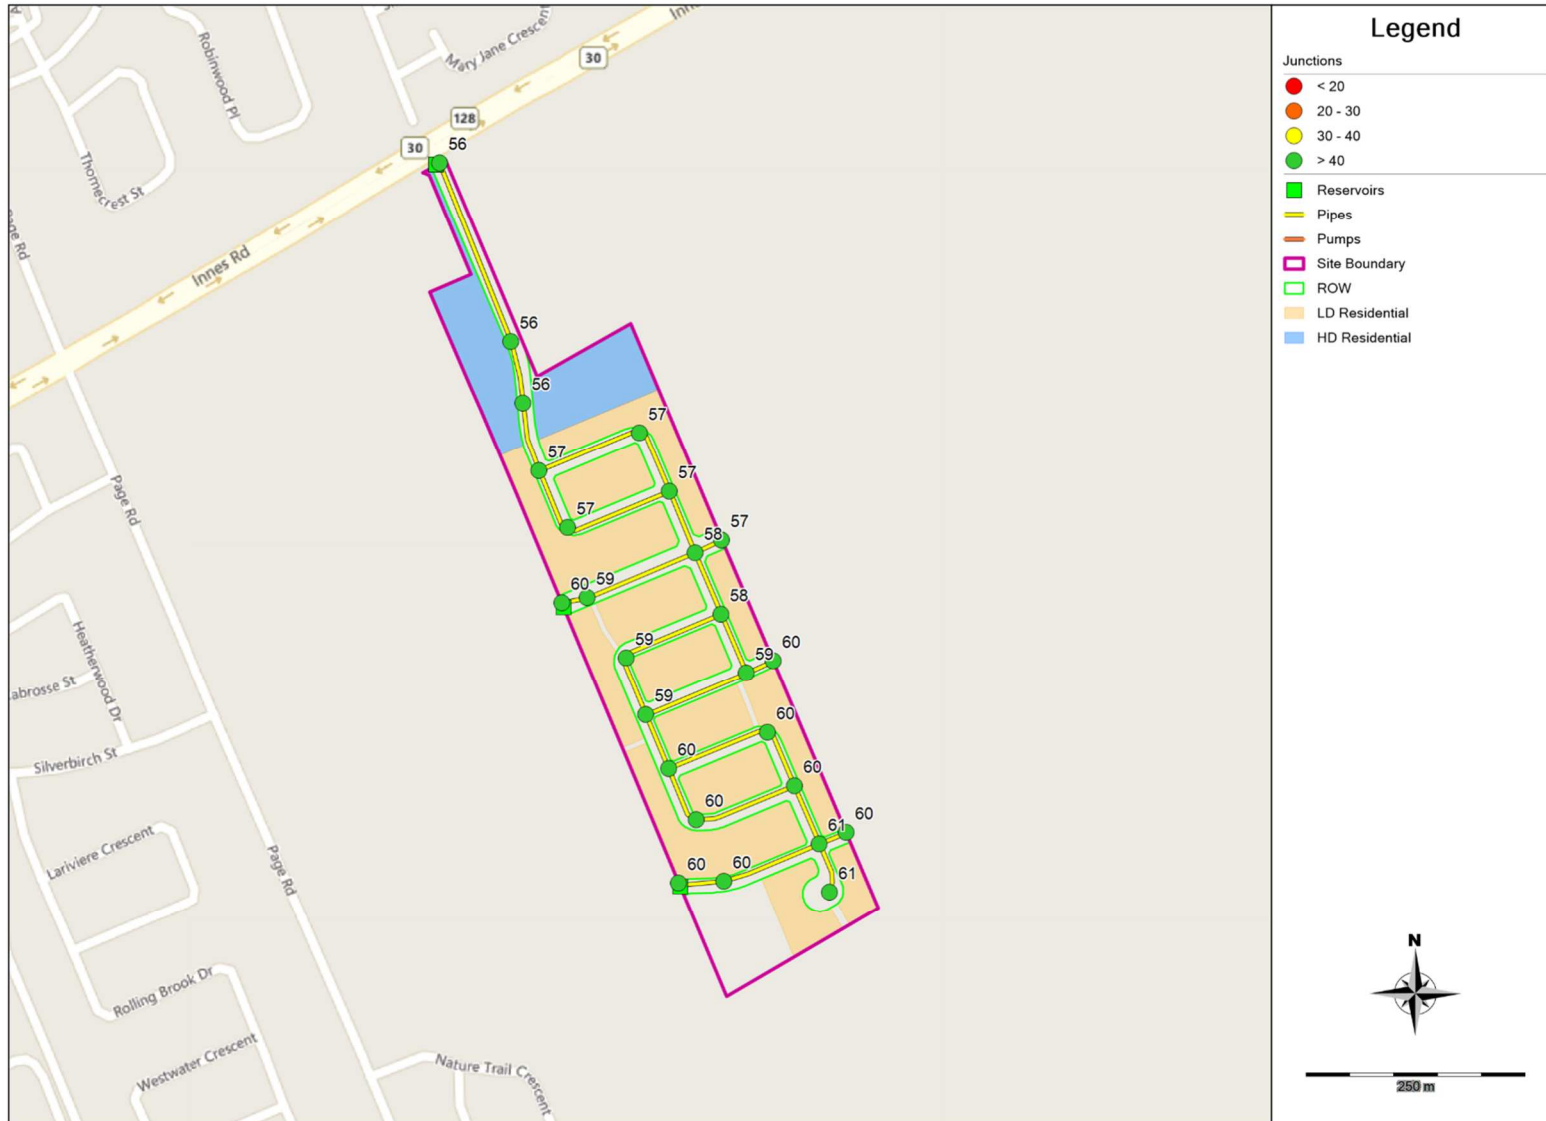 Legend
Junctions
< 20
20 - 30
30 - 40
> 40
Reservoirs
Pipes
Pumps
Site Boundary
ROW
LD Residential
HD Residential
N
250 m
Robinwood Pl
Mary Jane Crescent
30
128
30
56
Thornecrest St
Innes Rd
56
56
57
57
57
57
57
58
60
59
58
59
60
59
59
60
60
60
60
61
60
60
60
61
Page Rd
Heatherwood Dr
Silverbirch St
Lariviere Crescent
Page Rd
Rolling Brook Dr
Westwater Crescent
Nature Trail Crescent